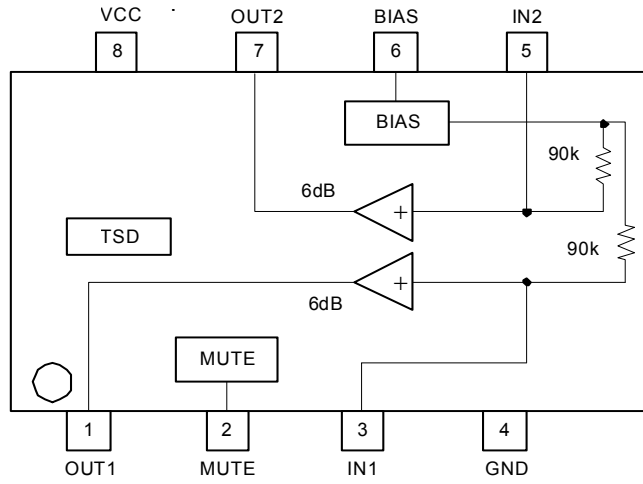 VCC OUT2 BIAS IN2
8 7 6 5
BIAS
90k
6dB
+
TSD
90k
+
6dB
MUTE
1 2 3 4
OUT1 MUTE IN1 GND